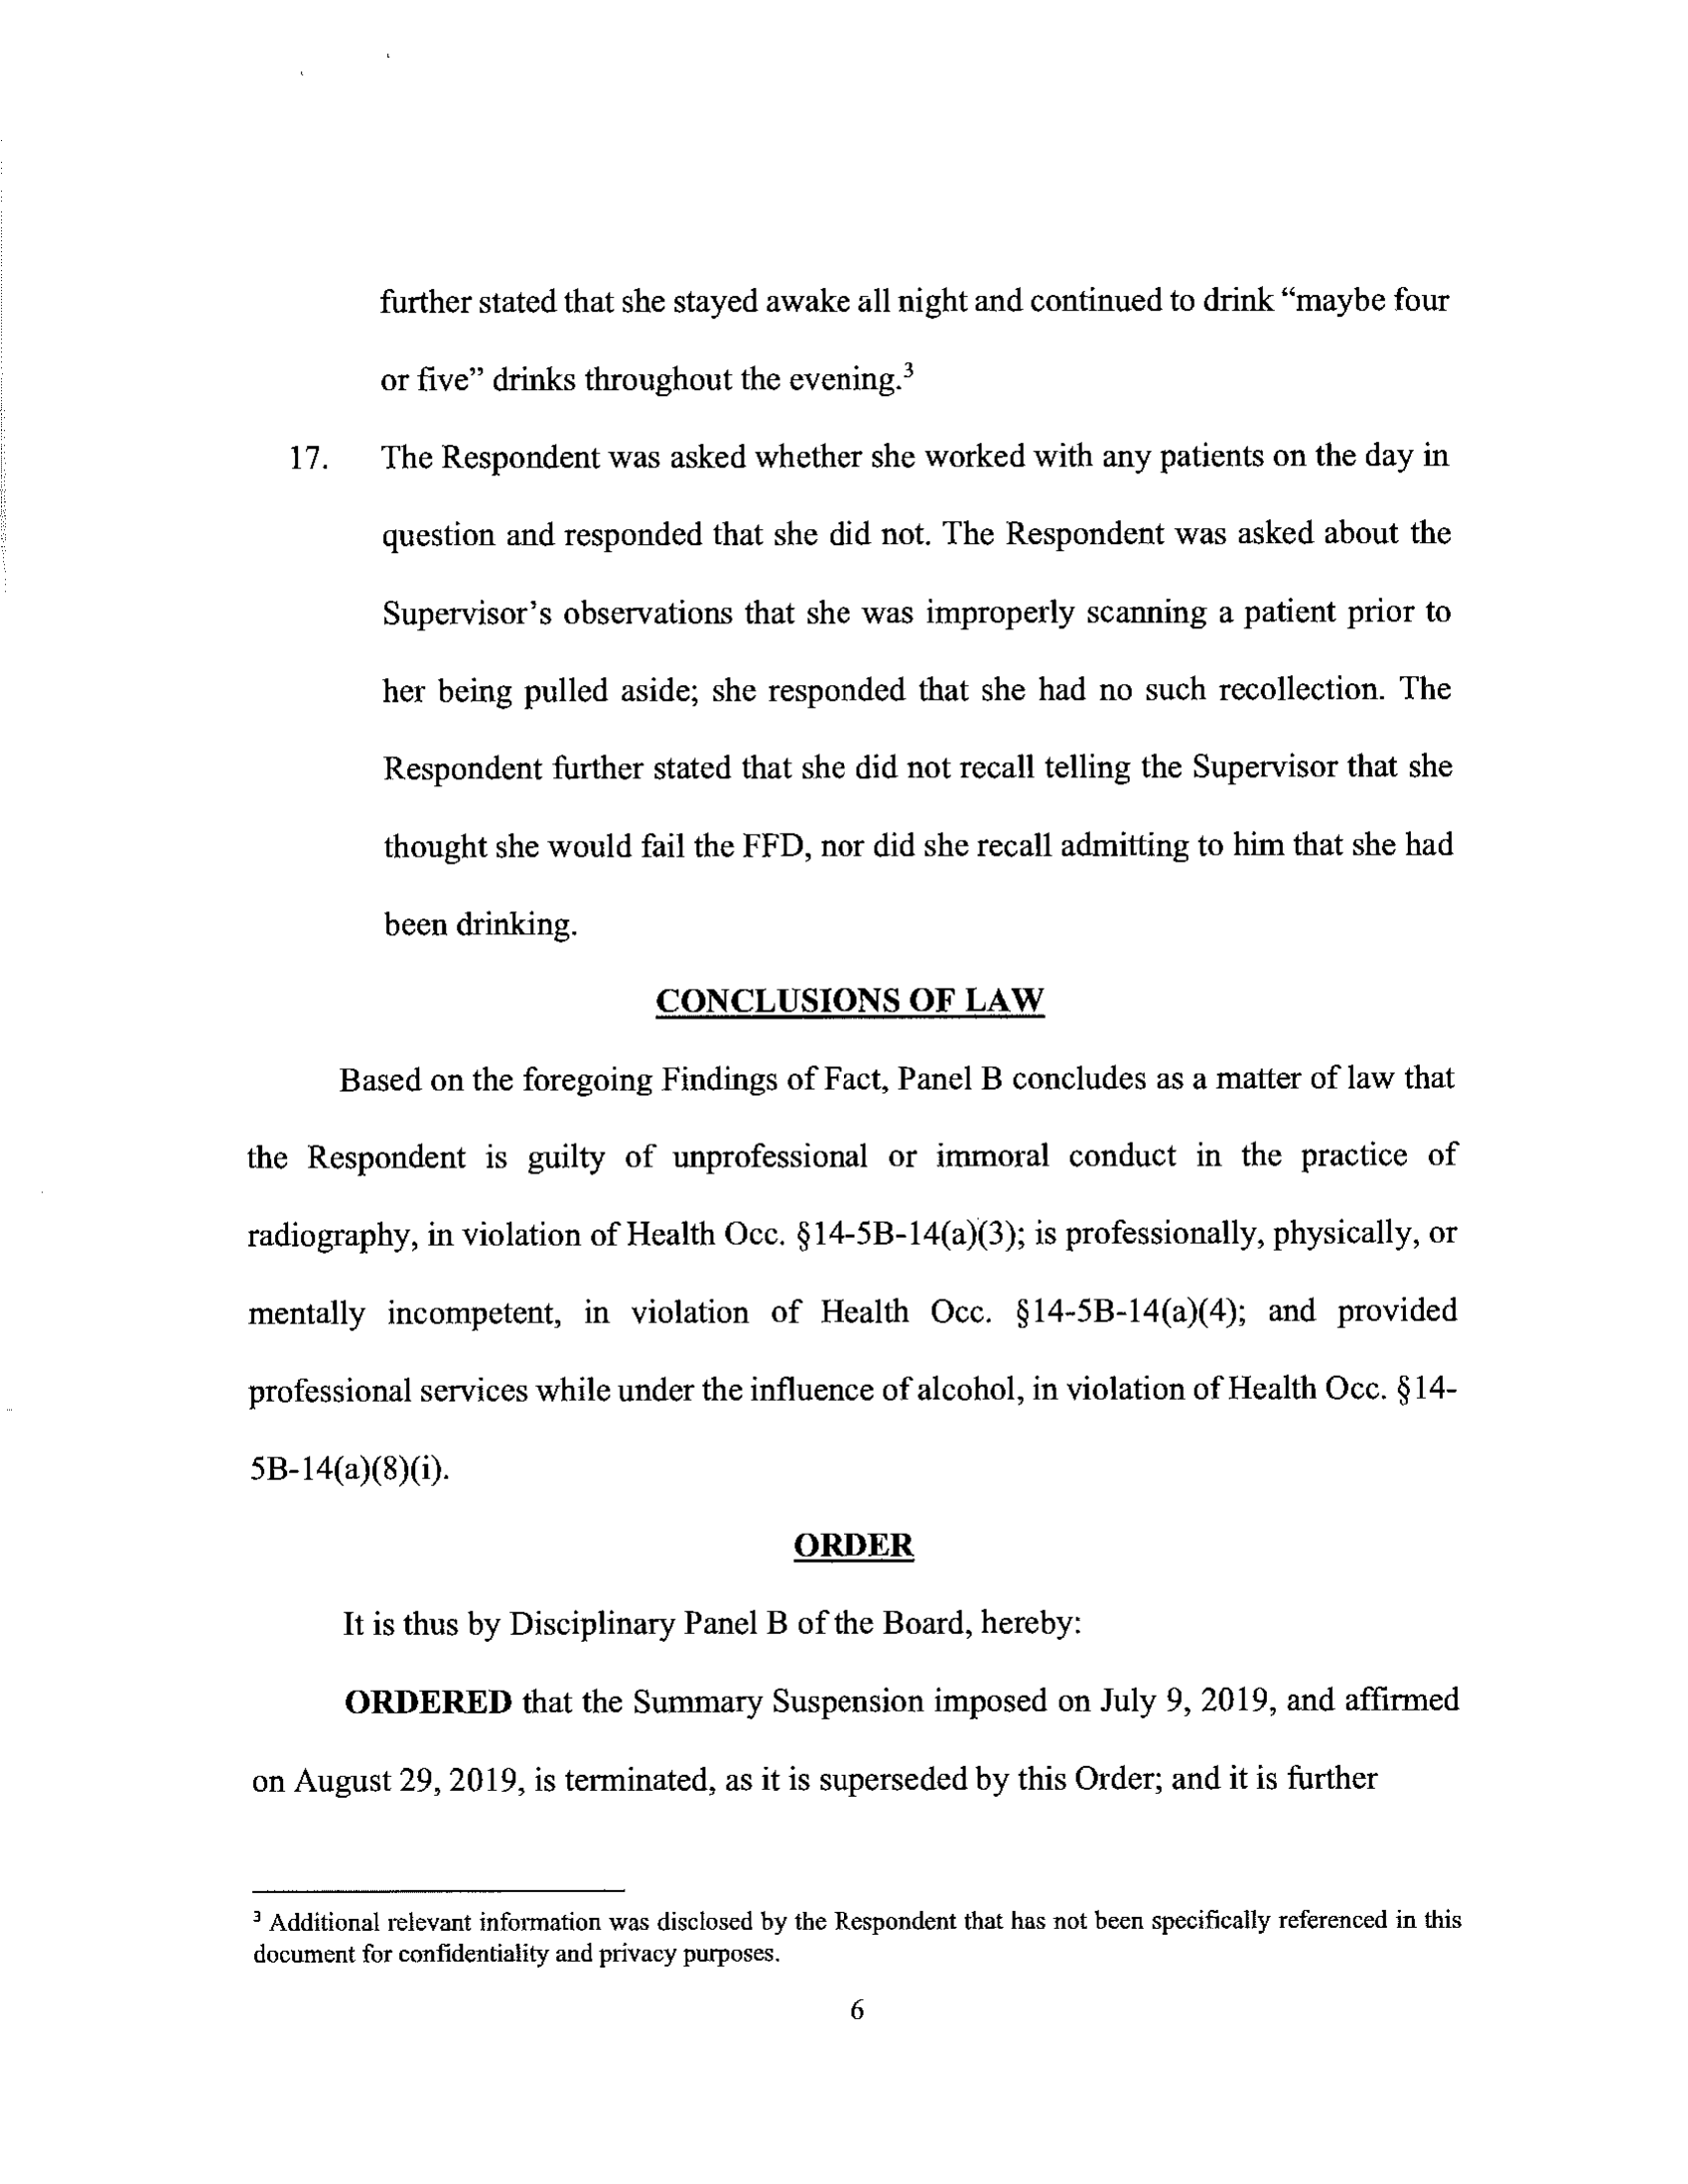 further stated that she stayed awake all night and continued to drink “maybe four
or five” drinks throughout the evening.³
17. The Respondent was asked whether she worked with any patients on the day in
question and responded that she did not. The Respondent was asked about the
Supervisor’s observations that she was improperly scanning a patient prior to
her being pulled aside; she responded that she had no such recollection. The
Respondent further stated that she did not recall telling the Supervisor that she
thought she would fail the FFD, nor did she recall admitting to him that she had
been drinking.
CONCLUSIONS OF LAW
Based on the foregoing Findings of Fact, Panel B concludes as a matter of law that
the Respondent is guilty of unprofessional or immoral conduct in the practice of
radiography, in violation of Health Occ. §14-5B-14(a)(3); is professionally, physically, or
mentally incompetent, in violation of Health Occ. §14-5B-14(a)(4); and provided
professional services while under the influence of alcohol, in violation of Health Occ. §14-
5B-14(a)(8)(i).
ORDER
It is thus by Disciplinary Panel B of the Board, hereby:
ORDERED that the Summary Suspension imposed on July 9, 2019, and affirmed
on August 29, 2019, is terminated, as it is superseded by this Order; and it is further
³ Additional relevant information was disclosed by the Respondent that has not been specifically referenced in this
document for confidentiality and privacy purposes.
6